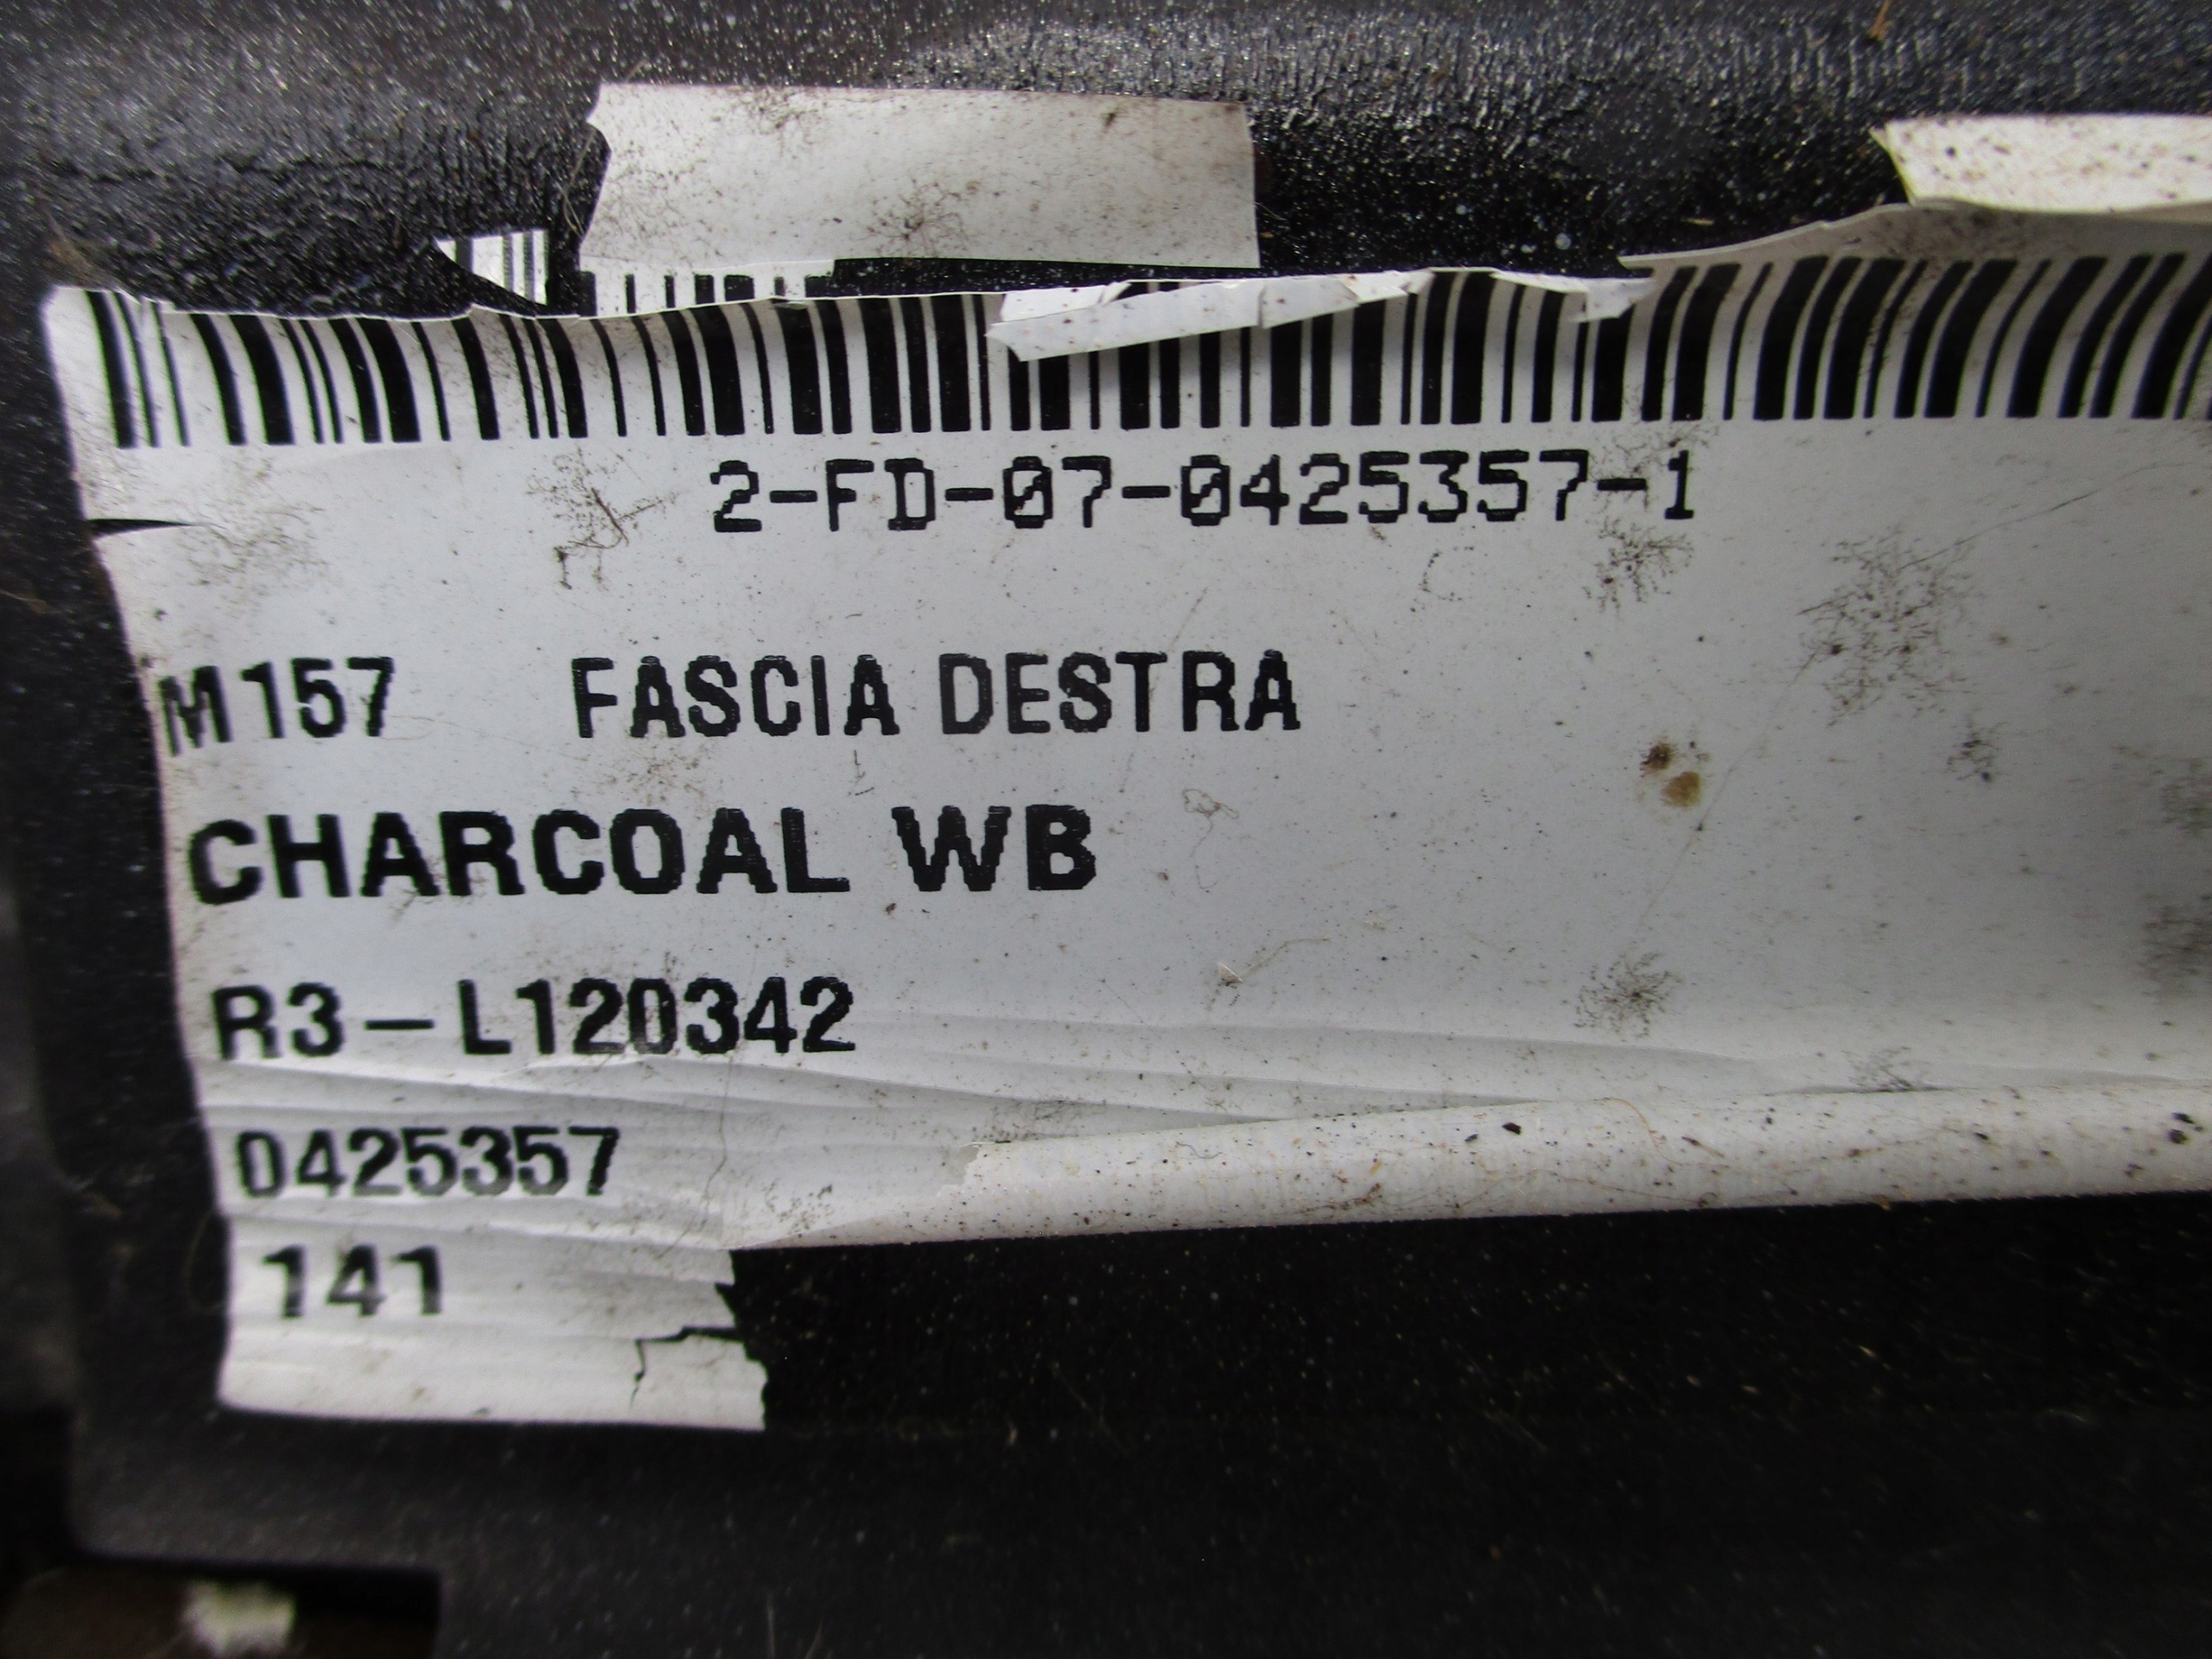 2-FD-07-0425357-1
M157 FASCIA DESTRA
CHARCOAL WB
R3-L120342
0425357
141